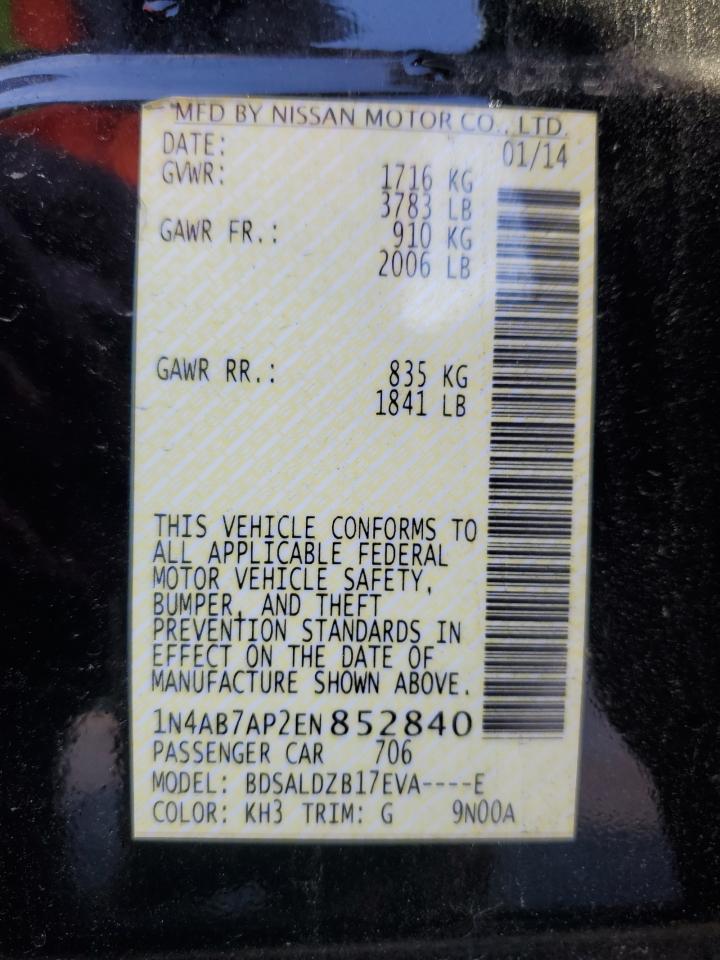 MFD BY NISSAN MOTOR CO., LTD.
DATE: 01/14
GVWR: 1716 KG
3783 LB
GAWR FR.: 910 KG
2006 LB
GAWR RR.: 835 KG
1841 LB
THIS VEHICLE CONFORMS TO
ALL APPLICABLE FEDERAL
MOTOR VEHICLE SAFETY,
BUMPER, AND THEFT
PREVENTION STANDARDS IN
EFFECT ON THE DATE OF
MANUFACTURE SHOWN ABOVE.
1N4AB7AP2EN852840
PASSENGER CAR 706
MODEL: BDSALDZB17EVA----E
COLOR: KH3 TRIM: G 9N00A